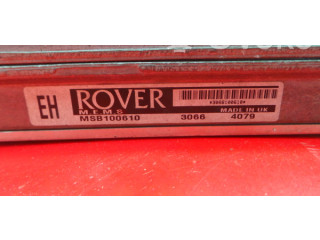 EH
ROVER
M E M S
MADE IN UK
MSB100610 3066 4079